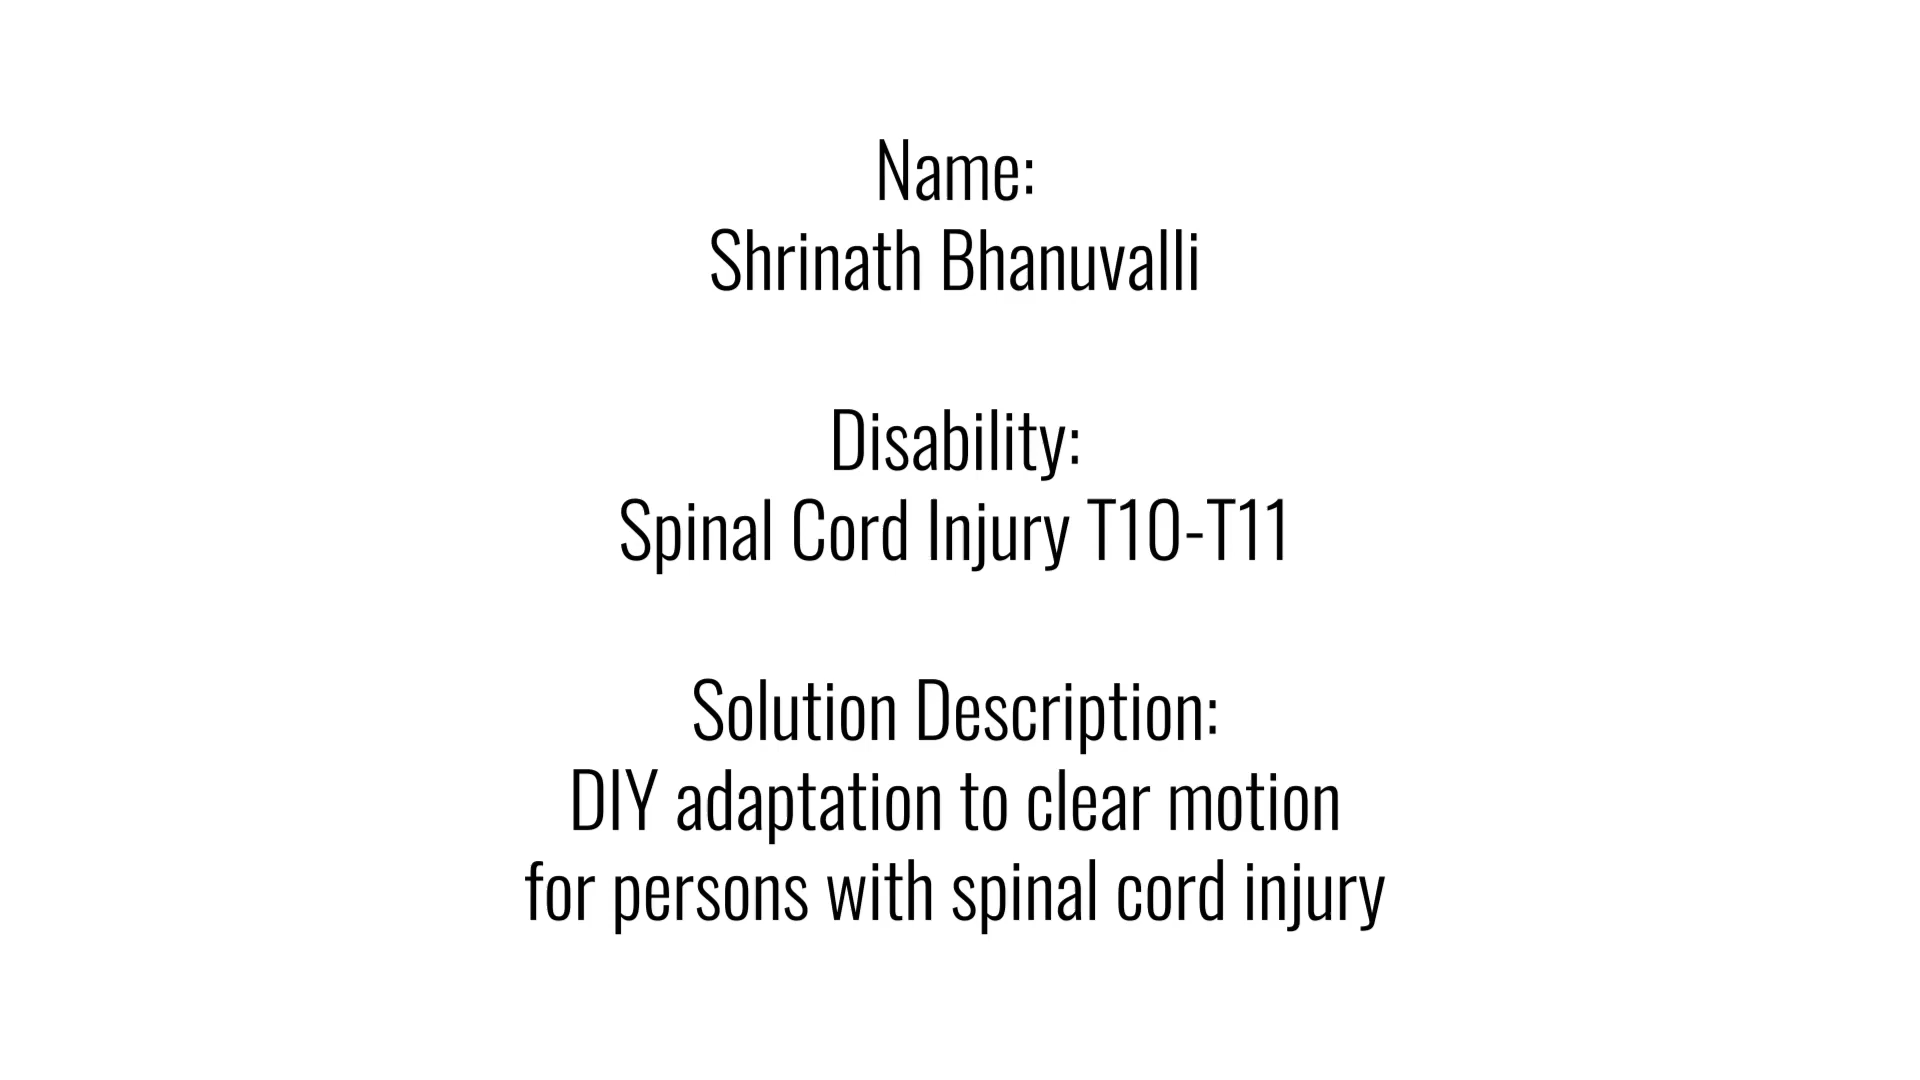 Name:
Shrinath Bhanuvalli
Disability:
Spinal Cord Injury T10-T11
Solution Description:
DIY adaptation to clear motion
for persons with spinal cord injury